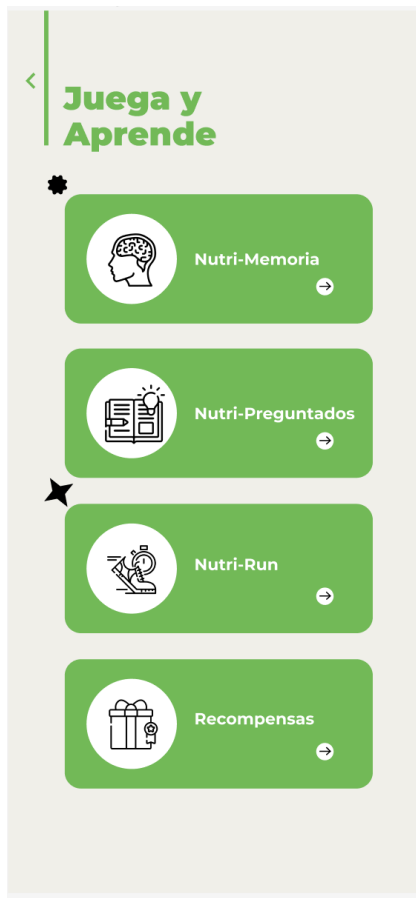 Juega y
Aprende
Nutri-Memoria
Nutri-Preguntados
Nutri-Run
Recompensas